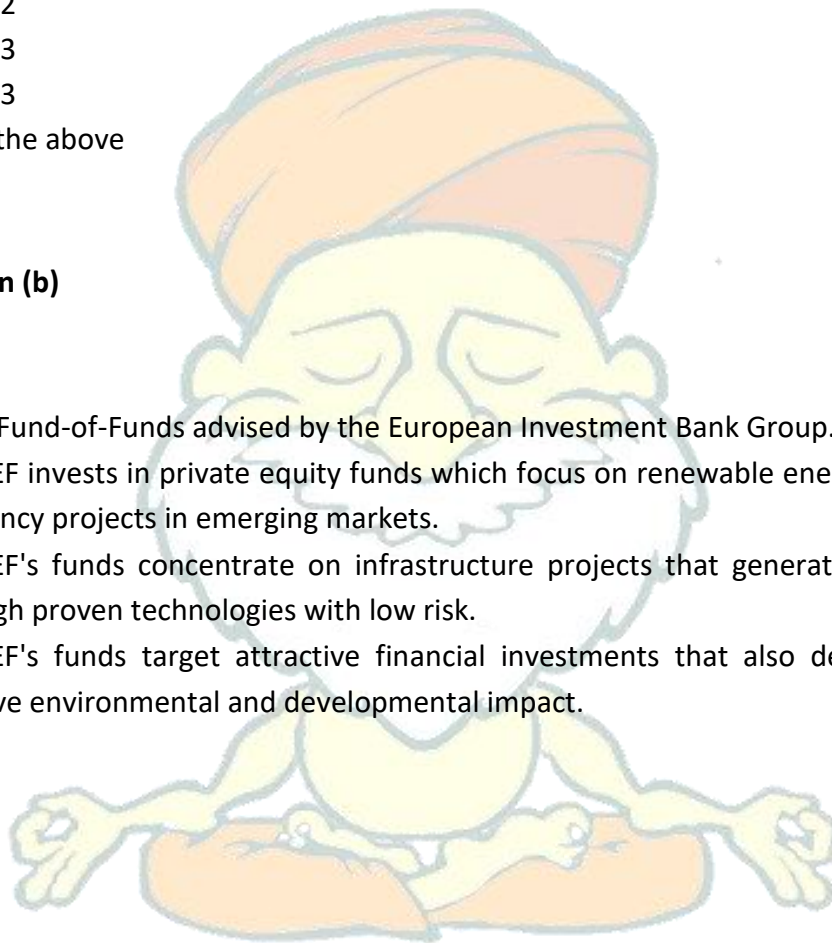 2
3
3
the above
n (b)
Fund-of-Funds advised by the European Investment Bank Group.
EF invests in private equity funds which focus on renewable ene
ncy projects in emerging markets.
EF's funds concentrate on infrastructure projects that generat
gh proven technologies with low risk.
EF's funds target attractive financial investments that also de
ve environmental and developmental impact.